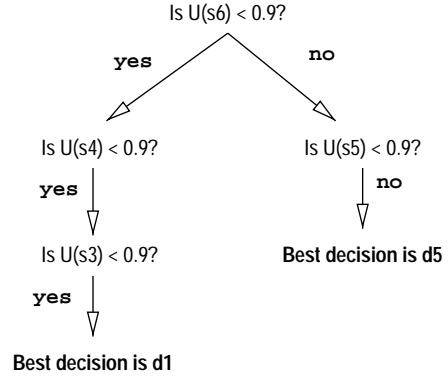 Is U(s6) < 0.9?
yes
no
Is U(s4) < 0.9?
Is U(s5) < 0.9?
yes
no
Is U(s3) < 0.9?
Best decision is d5
yes
Best decision is d1